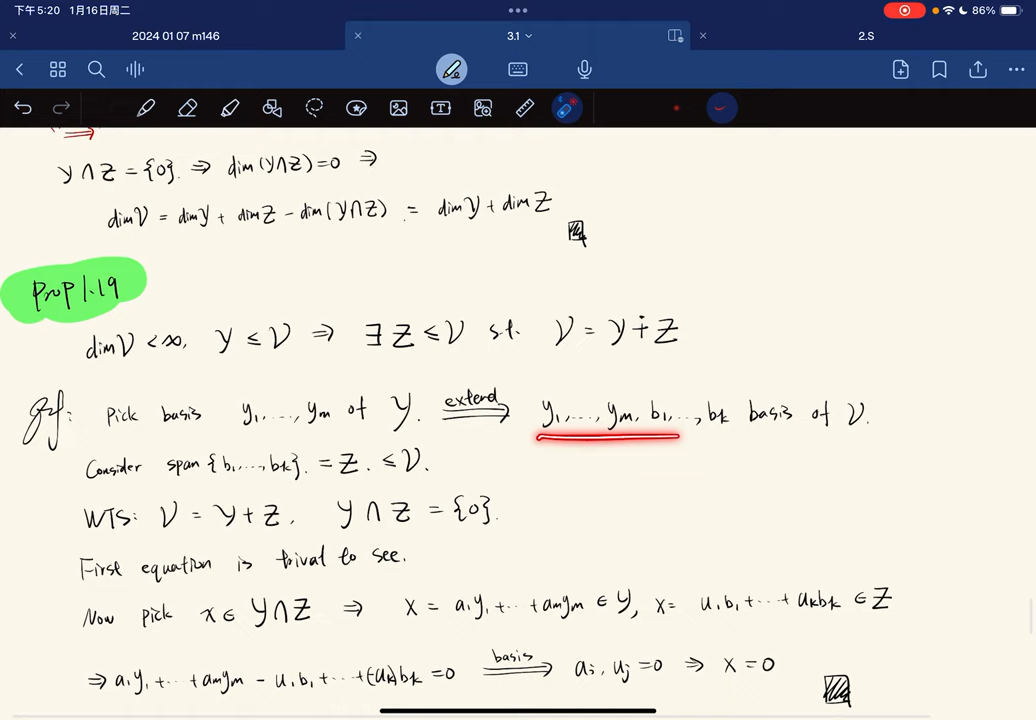 下午5:20 1月16日周二
86%
2024 01 07 m146
3.1
2.S
Y ∩ Z = {0} ⇒ dim(Y∩Z) = 0 ⇒
dim V = dim Y + dim Z - dim(Y∩Z) = dim Y + dim Z
Prop 1.19
dim V < ∞, Y ≤ V ⇒ ∃ Z ≤ V s.t. V = Y ∔ Z
Pf: Pick basis y₁,...,yₘ of Y. extend ⇒ y₁,...,yₘ, b₁,...,bₖ basis of V.
Consider span{b₁,...,bₖ} = Z. ≤ V.
WTS: V = Y + Z, Y ∩ Z = {0}.
First equation is trival to see.
Now pick x ∈ Y∩Z ⇒ x = a₁y₁+...+aₘyₘ ∈ Y, x = u₁b₁+...+uₖbₖ ∈ Z
⇒ a₁y₁+...+aₘyₘ - u₁b₁+...+(-uₖ)bₖ = 0 basis ⇒ aᵢ, uⱼ = 0 ⇒ x = 0